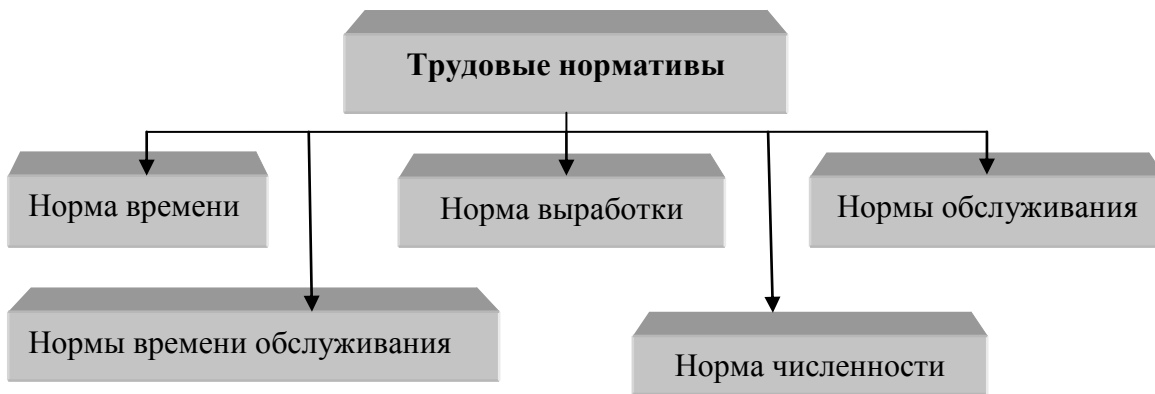 Трудовые нормативы
Норма времени
Норма выработки
Нормы обслуживания
Нормы времени обслуживания
Норма численности